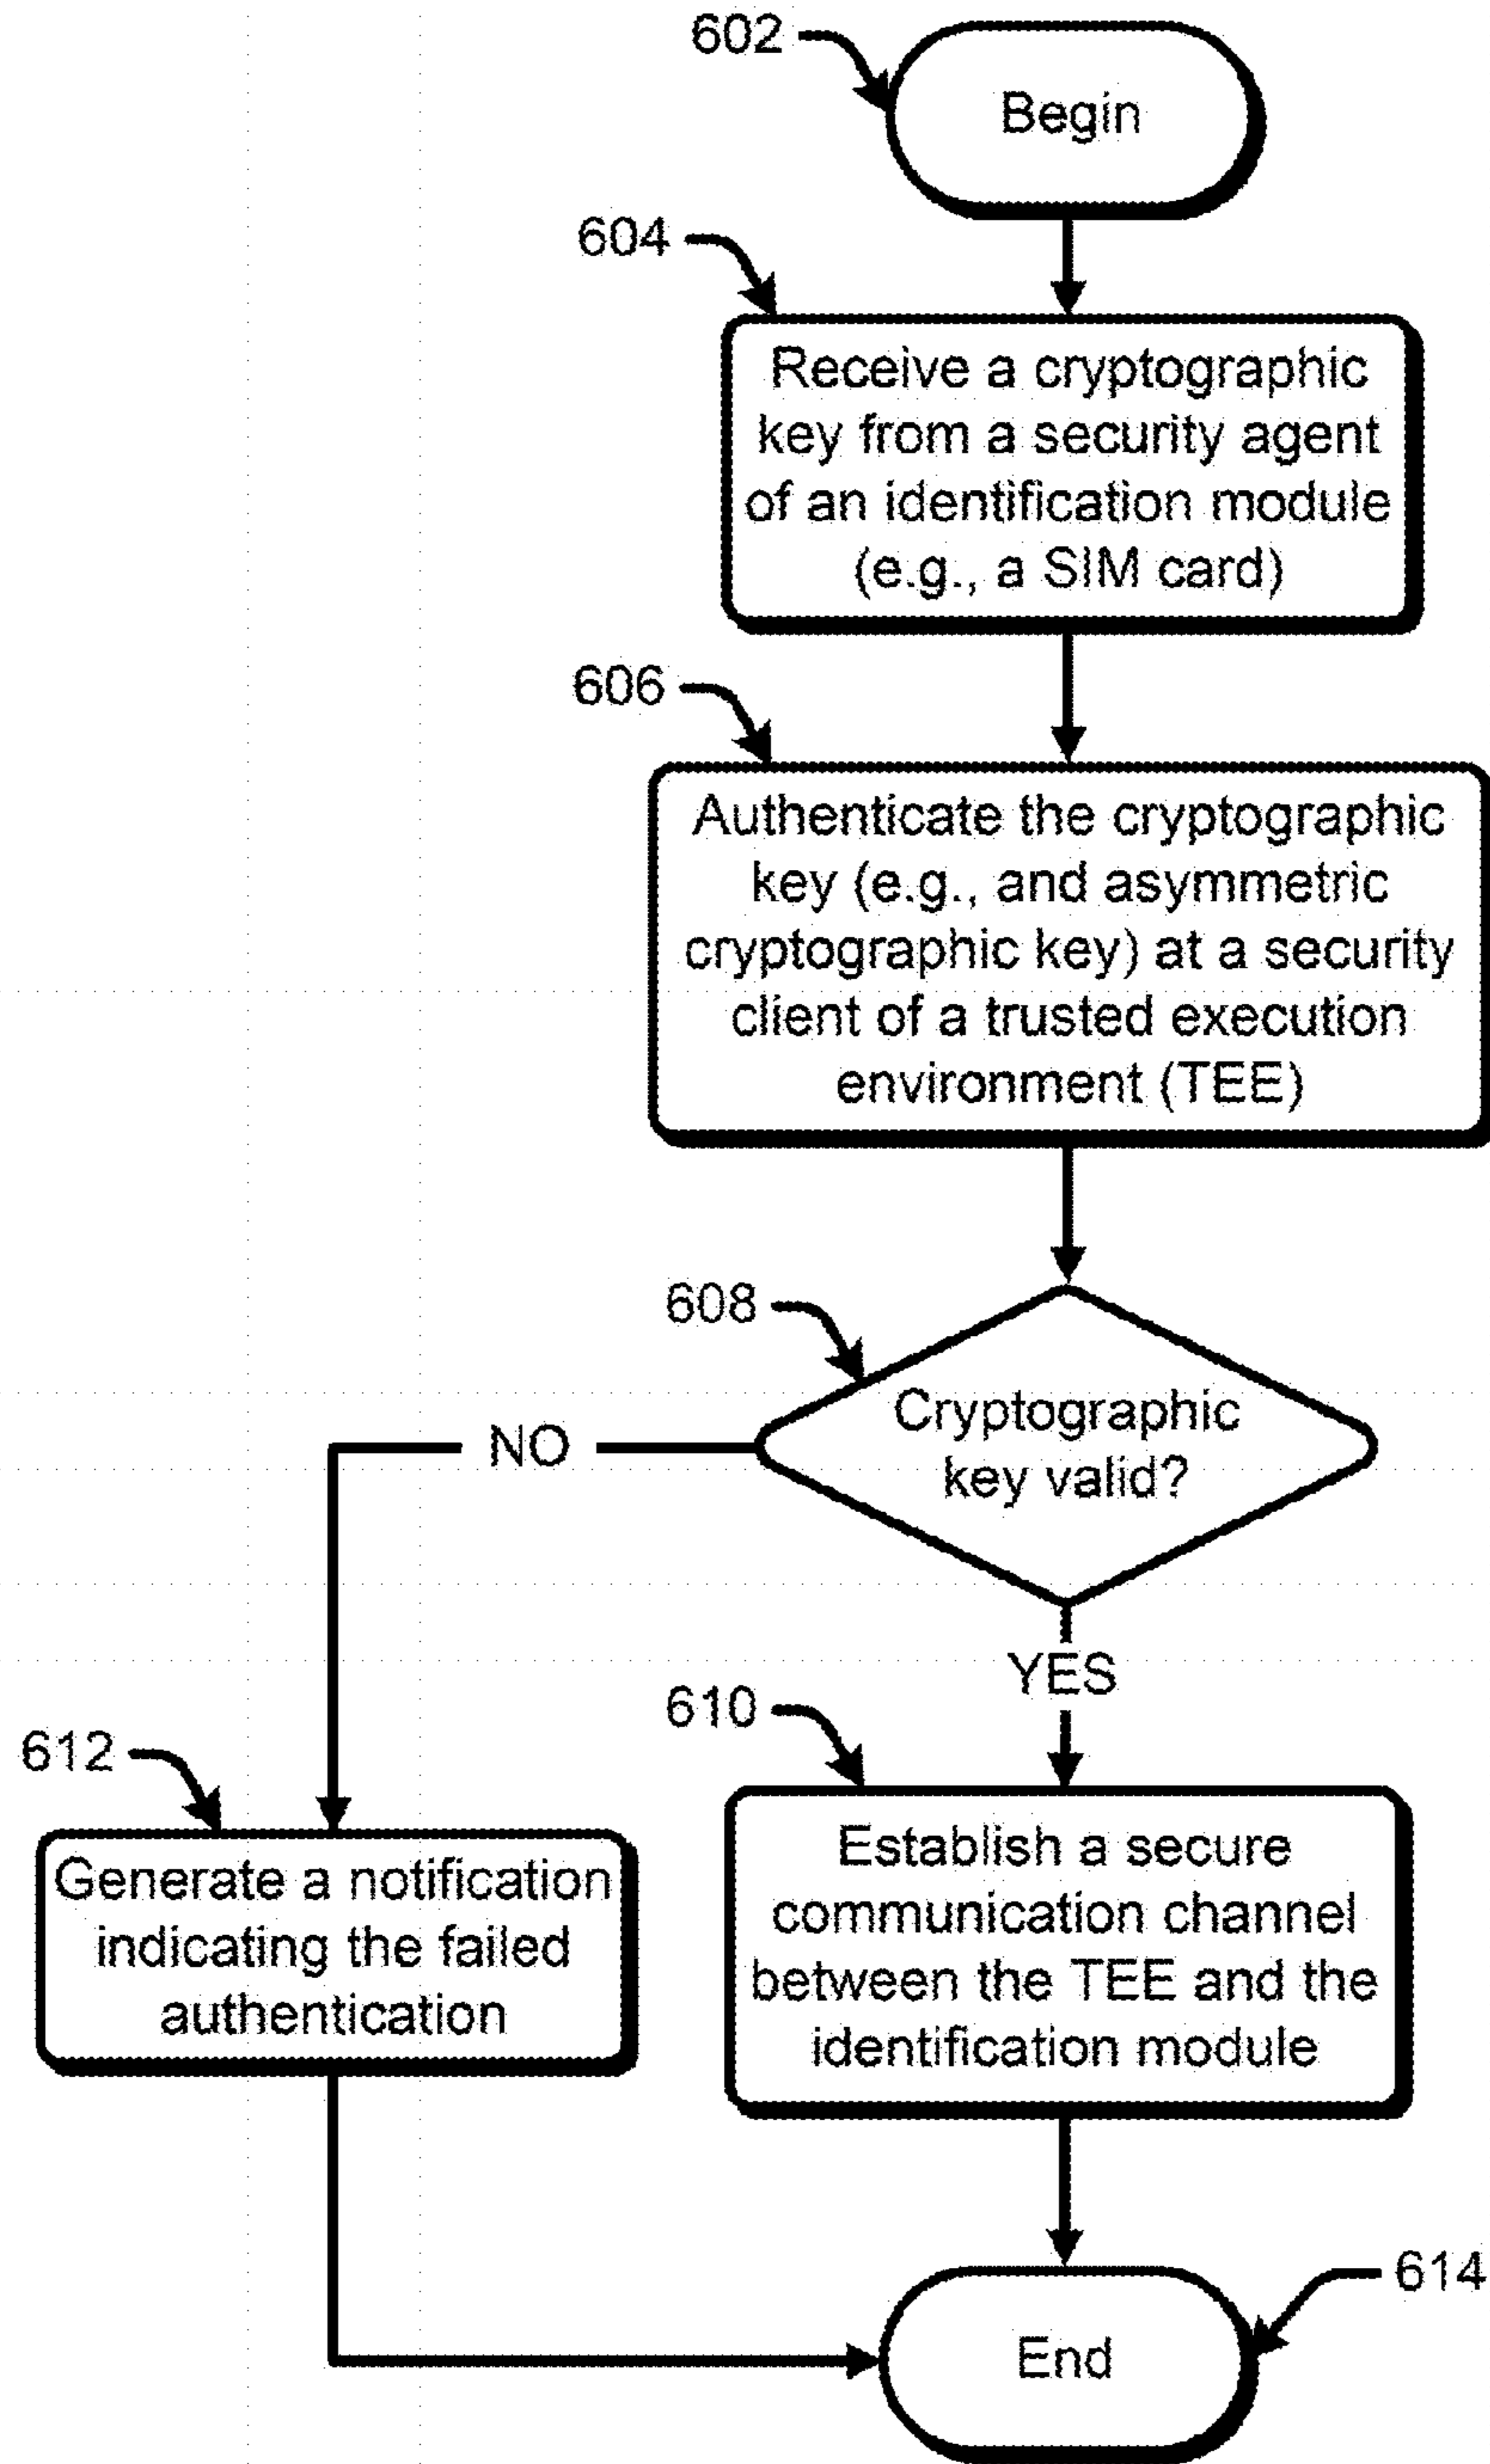 602
Begin
604
Receive a cryptographic
key from a security agent
of an identification module
(e.g., a SIM card)
606
Authenticate the cryptographic
key (e.g., and asymmetric
cryptographic key) at a security
client of a trusted execution
environment (TEE)
608
Cryptographic
key valid?
NO
YES
610
612
Establish a secure
communication channel
between the TEE and the
identification module
Generate a notification
indicating the failed
authentication
614
End